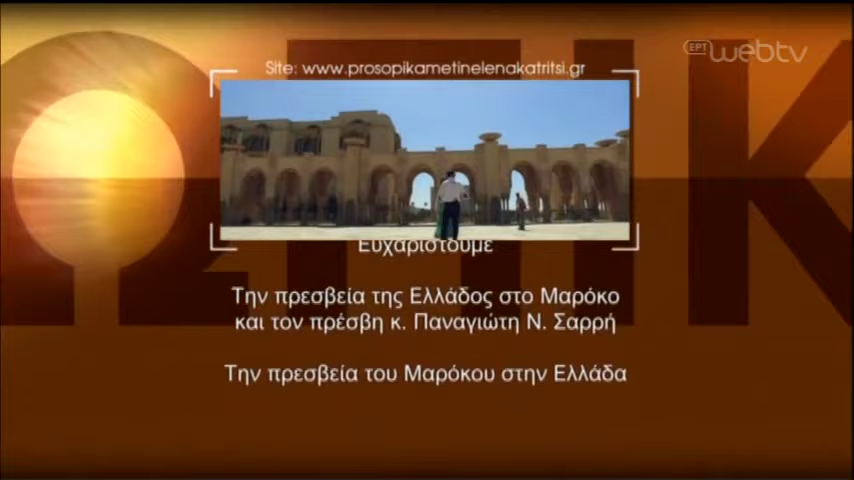 ΕΡΤ webtv
Site: www.prosopikametinelenakatritsi.gr
Ευχαριστούμε
Την πρεσβεία της Ελλάδος στο Μαρόκο
και τον πρέσβη κ. Παναγιώτη Ν. Σαρρή
Την πρεσβεία του Μαρόκου στην Ελλάδα